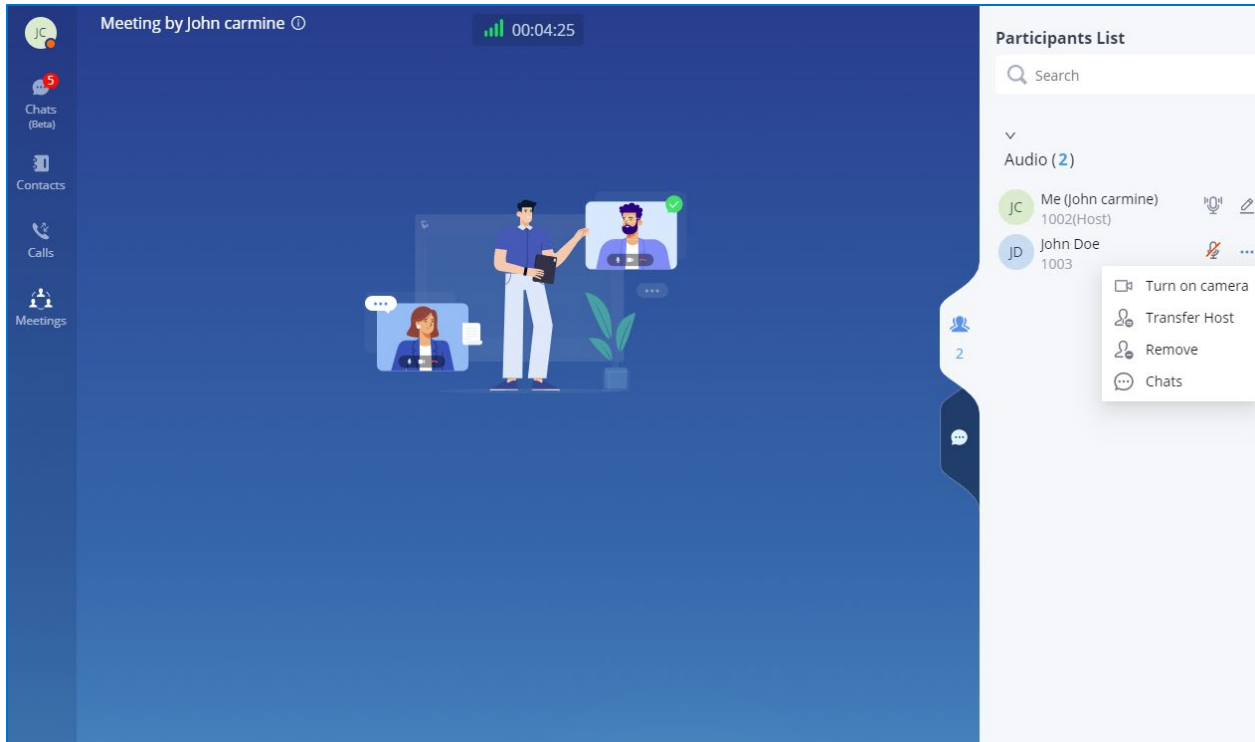 JC
Meeting by John carmine
00:04:25
5
Chats
(Beta)
Contacts
Calls
Meetings
2
Participants List
Search
Audio (2)
JC
Me (John carmine)
1002(Host)
JD
John Doe
1003
Turn on camera
Transfer Host
Remove
Chats